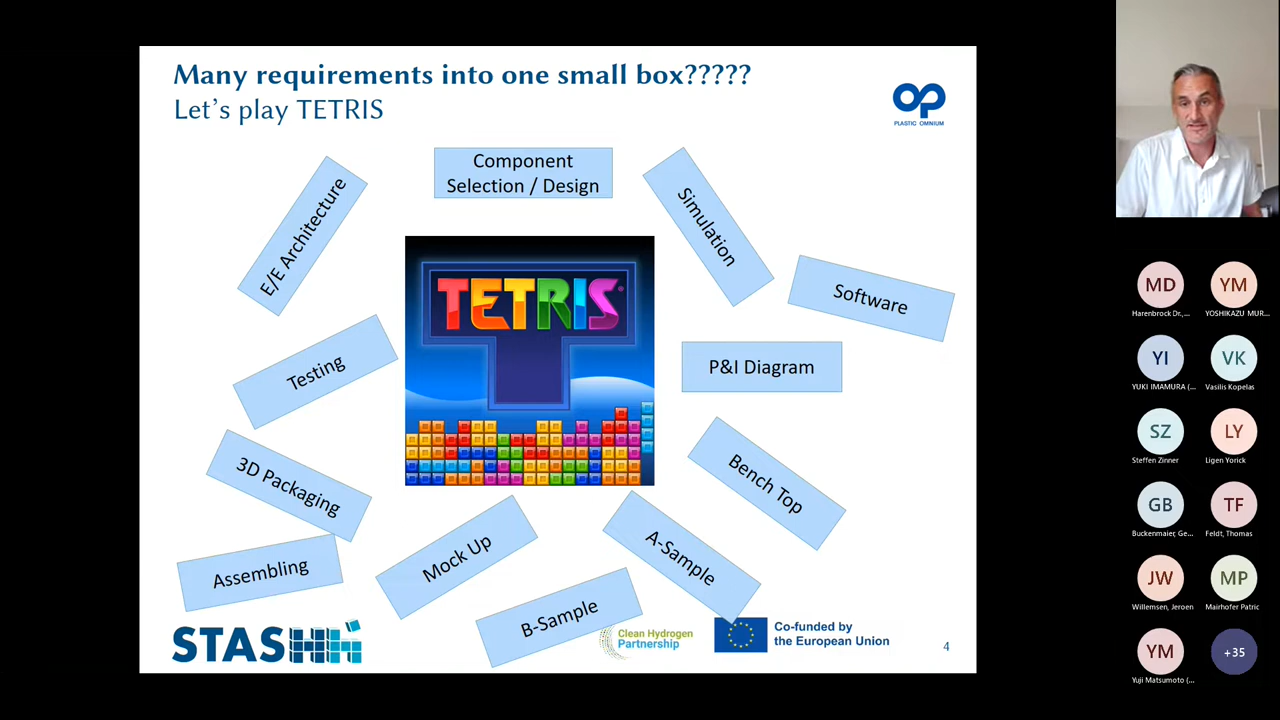 Many requirements into one small box?????
Let's play TETRIS
OP
PLASTIC OMNIUM
Component
Selection / Design
E/E Architecture
Simulation
Software
TETRIS
Testing
P&I Diagram
3D Packaging
Bench Top
Mock Up
A-Sample
Assembling
B-Sample
STASHH
Clean Hydrogen
Partnership
Co-funded by
the European Union
4
MD
Harenbrock Dr.,...
YM
YOSHIKAZU MUR...
YI
YUKI IMAMURA (...
VK
Vasilis Kopelas
SZ
Steffen Zinner
LY
Ligen Yorick
GB
Buckenmaier, Ge...
TF
Feldt, Thomas
JW
Willemsen, Jeroen
MP
Mairhofer Patric
YM
Yuji Matsumoto (...
+35